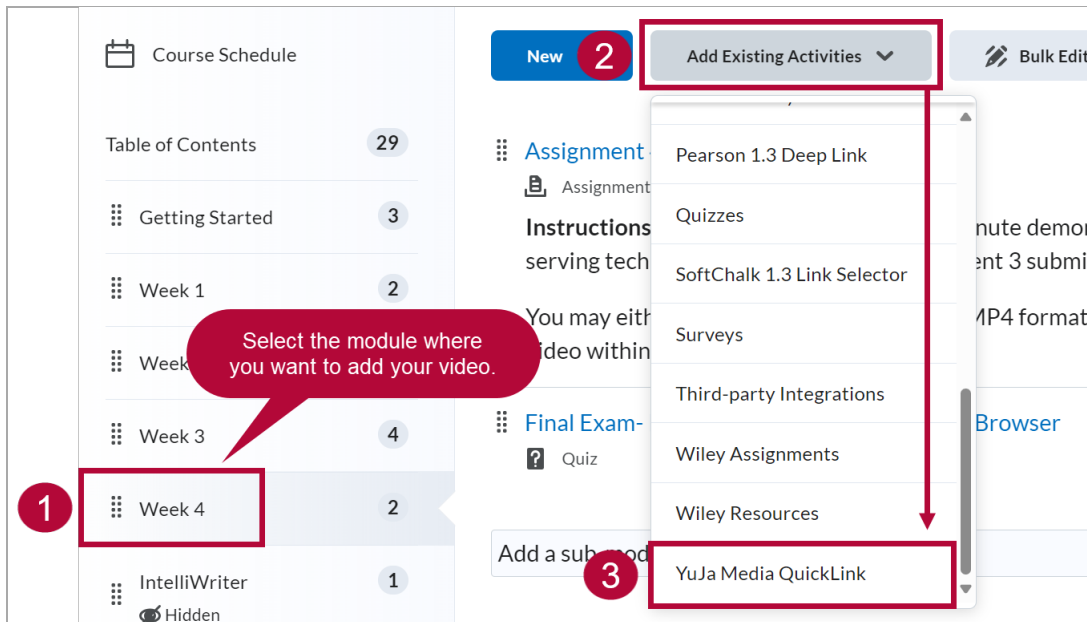 Course Schedule
Table of Contents
29
Getting Started
3
Week 1
2
Week
Select the module where
you want to add your video.
Week 3
4
1
Week 4
2
IntelliWriter
1
Hidden
New
2
Add Existing Activities
Bulk Edit
Assignment
Assignment
Instructions
nute demor
serving tech
ent 3 submi
You may eith
MP4 format
ideo within
Final Exam-
Browser
Quiz
Add a sub-mod
Pearson 1.3 Deep Link
Quizzes
SoftChalk 1.3 Link Selector
Surveys
Third-party Integrations
Wiley Assignments
Wiley Resources
3
YuJa Media QuickLink